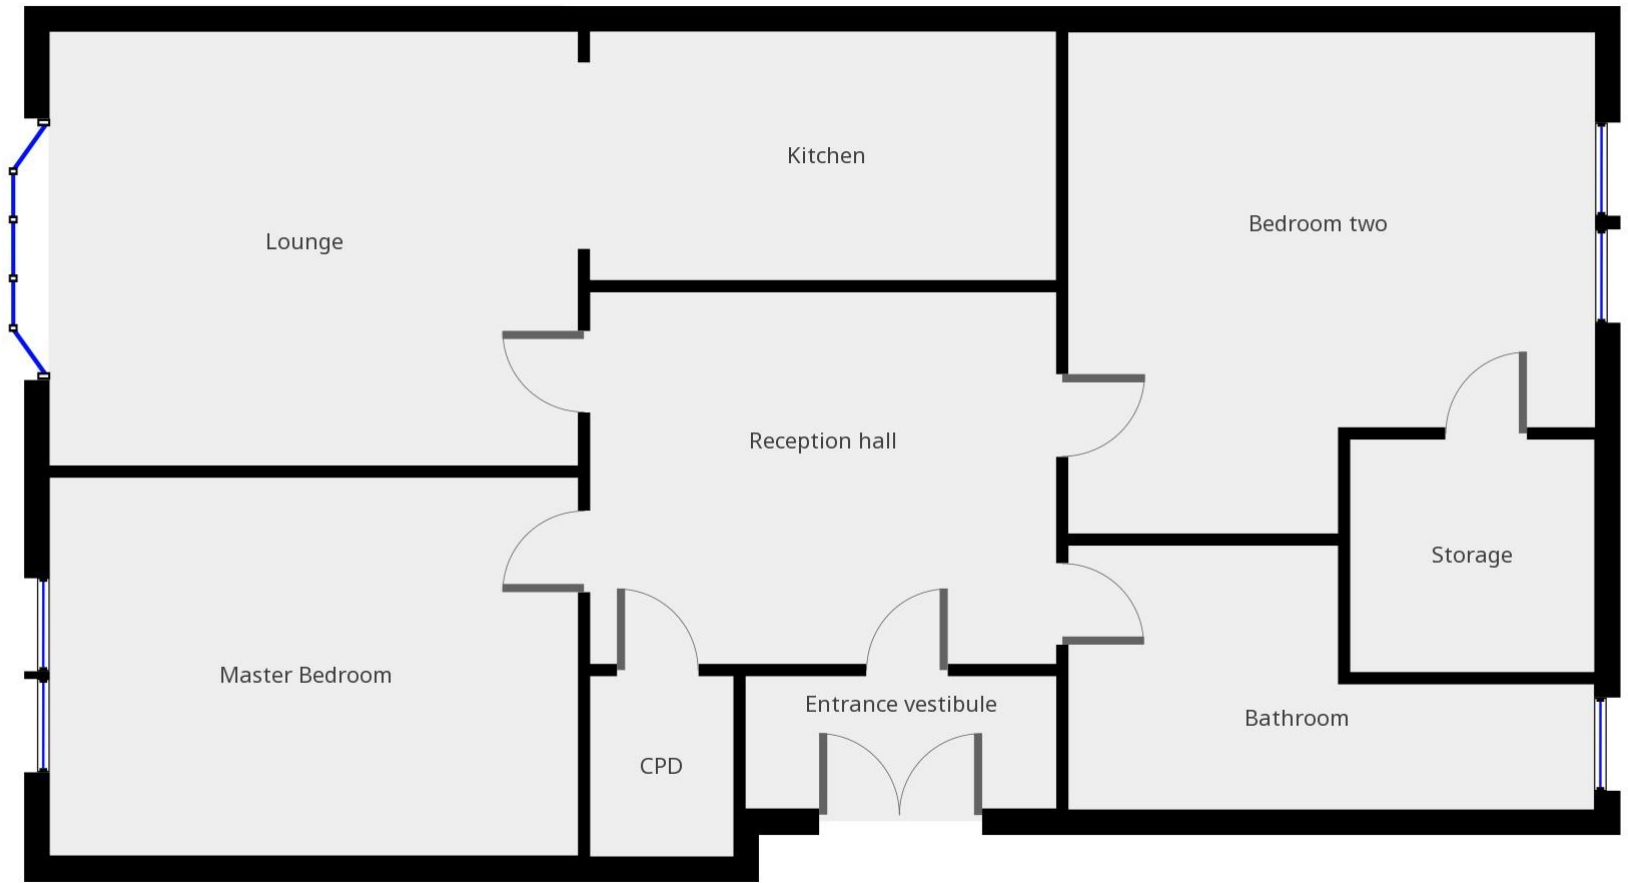 Kitchen
Bedroom two
Lounge
Reception hall
Storage
Master Bedroom
Entrance vestibule
Bathroom
CPD